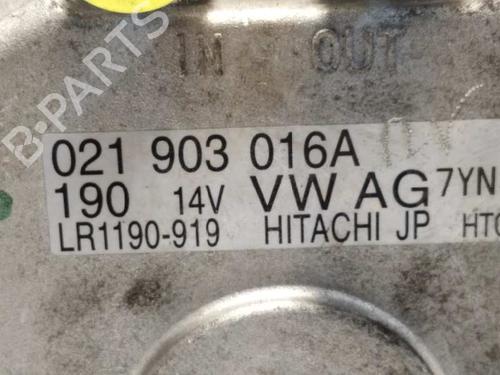 IN OUT
B-PARTS
021 903 016A
190 14V VW AG 7YN
LR1190-919 HITACHI JP HTC